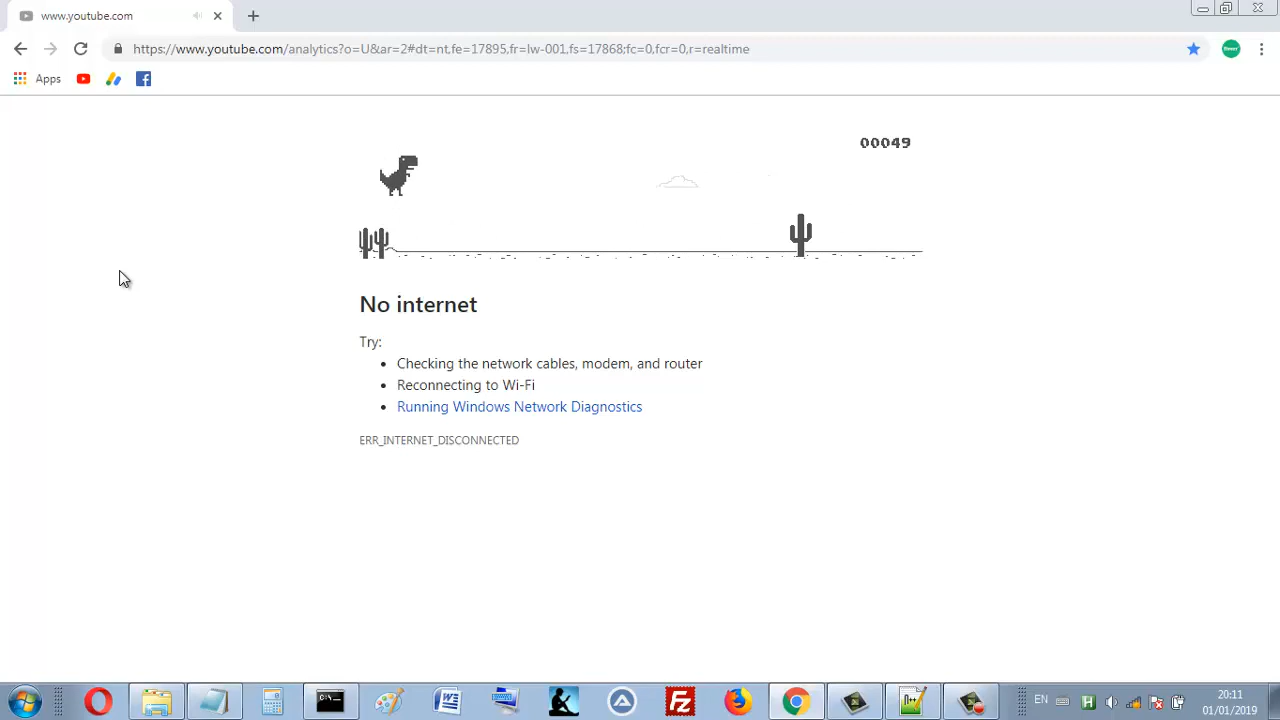 www.youtube.com
https://www.youtube.com/analytics?o=U&ar=2#dt=nt,fe=17895,fr=lw-001,fs=17868;fc=0,fcr=0,r=realtime
Apps
00049
No internet
Try:
Checking the network cables, modem, and router
Reconnecting to Wi-Fi
Running Windows Network Diagnostics
ERR_INTERNET_DISCONNECTED
EN
20:11
01/01/2019